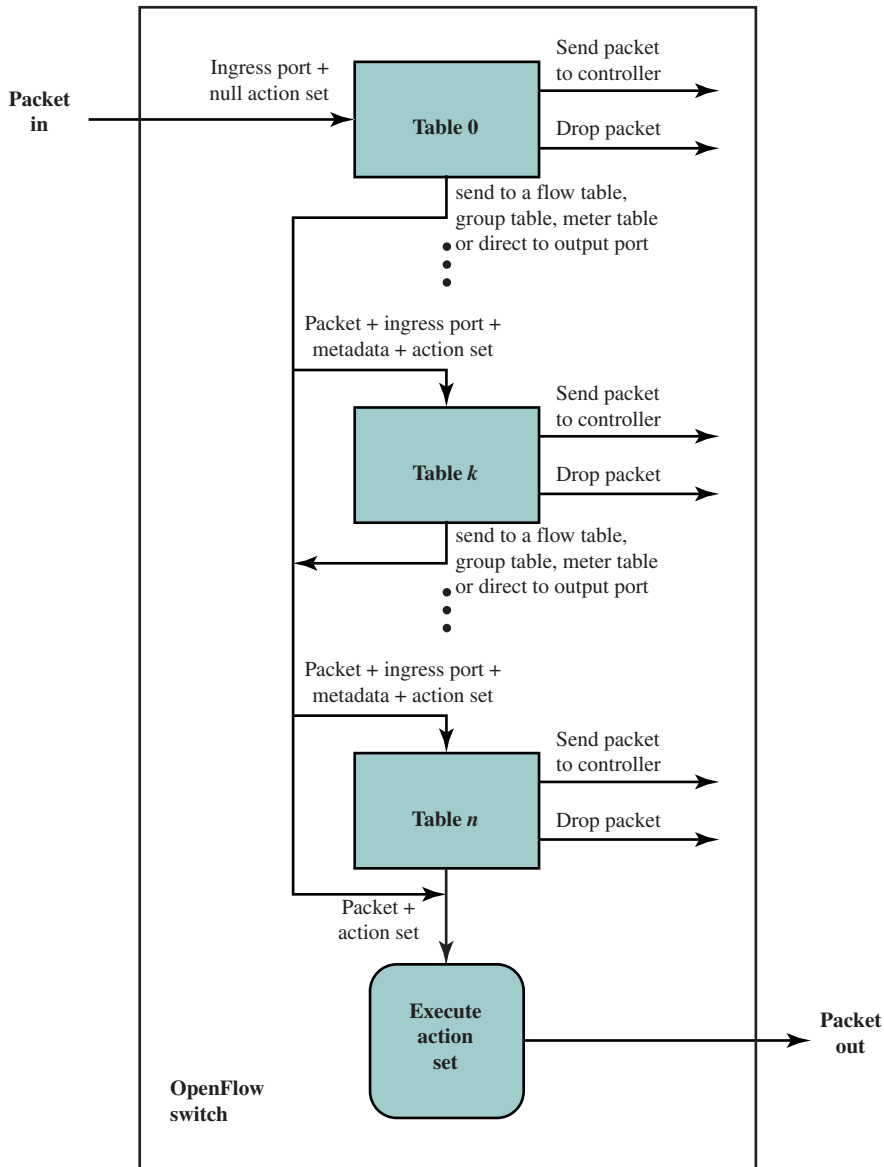 Packet
in
Ingress port +
null action set
Table 0
Send packet
to controller
Drop packet
send to a flow table,
group table, meter table
or direct to output port
Packet + ingress port +
metadata + action set
Table k
Send packet
to controller
Drop packet
send to a flow table,
group table, meter table
or direct to output port
Packet + ingress port +
metadata + action set
Table n
Send packet
to controller
Drop packet
Packet +
action set
Execute
action
set
Packet
out
OpenFlow
switch